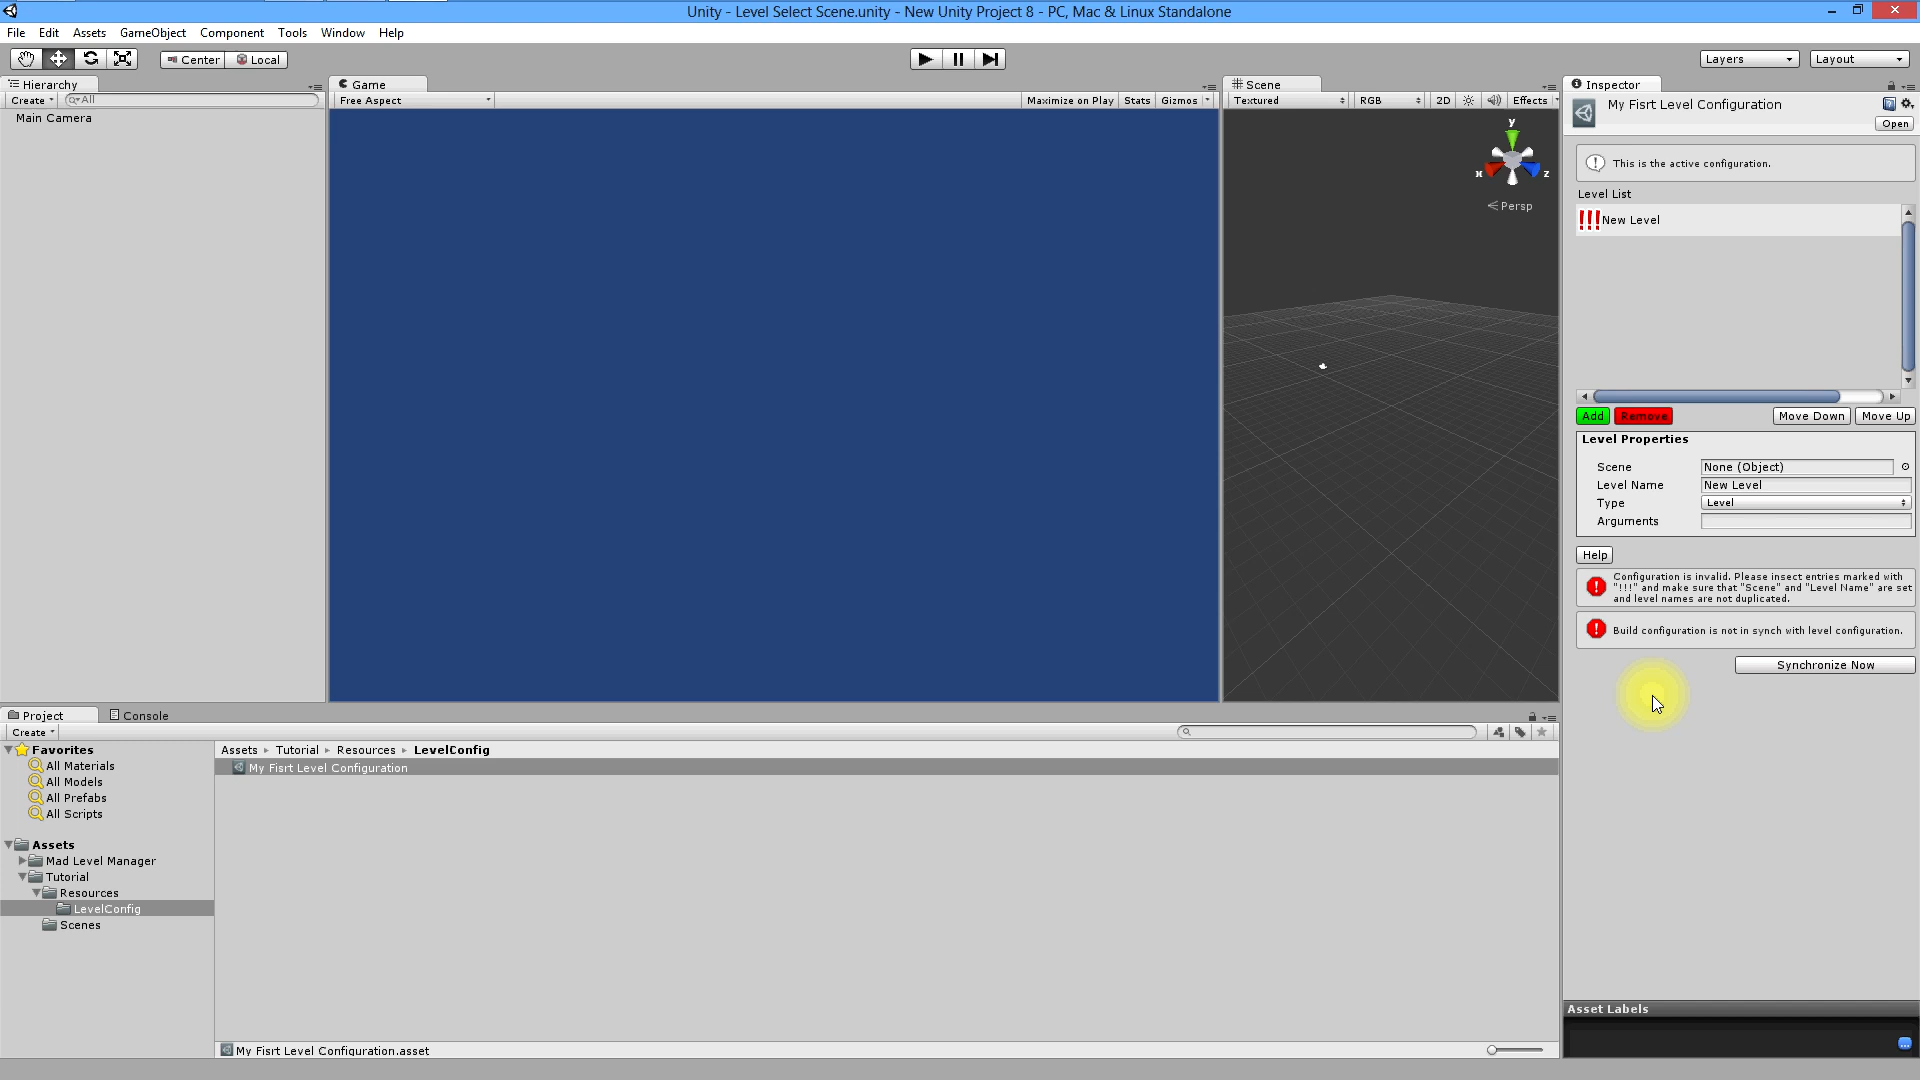 Unity - Level Select Scene.unity - New Unity Project 8 - PC, Mac & Linux Standalone
File Edit Assets GameObject Component Tools Window Help
Center Local
Layers Layout
Hierarchy
Create All
Main Camera
Game
Free Aspect Maximize on Play Stats Gizmos
Scene
Textured RGB 2D Effects
y
x z
Persp
Inspector
My Fisrt Level Configuration
Open
This is the active configuration.
Level List
!!! New Level
Add Remove Move Down Move Up
Level Properties
Scene None (Object)
Level Name New Level
Type Level
Arguments
Help
Configuration is invalid. Please insect entries marked with
"!!!" and make sure that "Scene" and "Level Name" are set
and level names are not duplicated.
Build configuration is not in synch with level configuration.
Synchronize Now
Project Console
Create
Favorites
All Materials
All Models
All Prefabs
All Scripts
Assets
Mad Level Manager
Tutorial
Resources
LevelConfig
Scenes
Assets Tutorial Resources LevelConfig
My Fisrt Level Configuration
My Fisrt Level Configuration.asset
Asset Labels